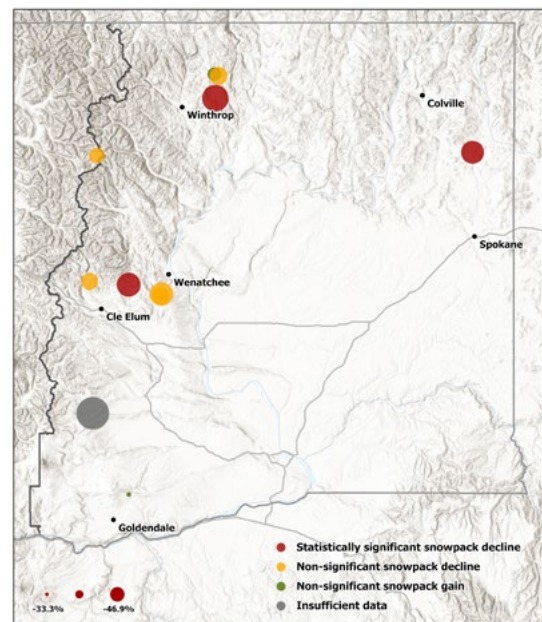 Winthrop
Colville
Spokane
Wenatchee
Cle Elum
Goldendale
Statistically significant snowpack decline
Non-significant snowpack decline
Non-significant snowpack gain
Insufficient data
-33.3%
-46.9%